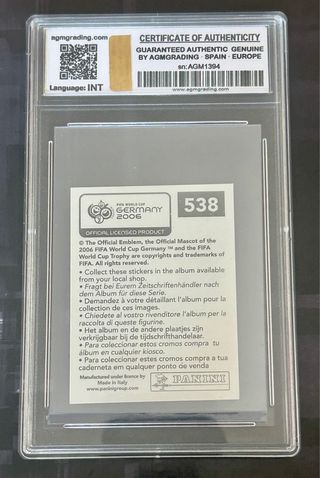 agmgrading.com
Language: INT
CERTIFICATE OF AUTHENTICITY
GUARANTEED AUTHENTIC GENUINE
BY AGMGRADING · SPAIN · EUROPE
sn:AGM1394
agmgrading.com
FIFA WORLD CUP
GERMANY
2006
OFFICIAL LICENSED PRODUCT
538
© The Official Emblem, the Official Mascot of the
2006 FIFA World Cup Germany ™ and the FIFA
World Cup Trophy are copyrights and trademarks
of FIFA. All rights reserved.
• Collect these stickers in the album available
from your local shop.
• Fragt bei Eurem Zeitschriftenhändler nach
dem Album für diese Serie.
• Demandez à votre détaillant l'album pour la
collection de ces images.
• Chiedete al vostro rivenditore l'album per la
raccolta di queste figurine.
• Het album en de andere plaatjes zijn
verkrijgbaar bij de tijdschrifthandelaar.
• Para coleccionar estos cromos compra tu
álbum en cualquier kiosco.
• Para coleccionar estes cromos compra a tua
caderneta em qualquer ponto de venda
Manufactured under licence by
Made in Italy
www.paninigroup.com
PANINI